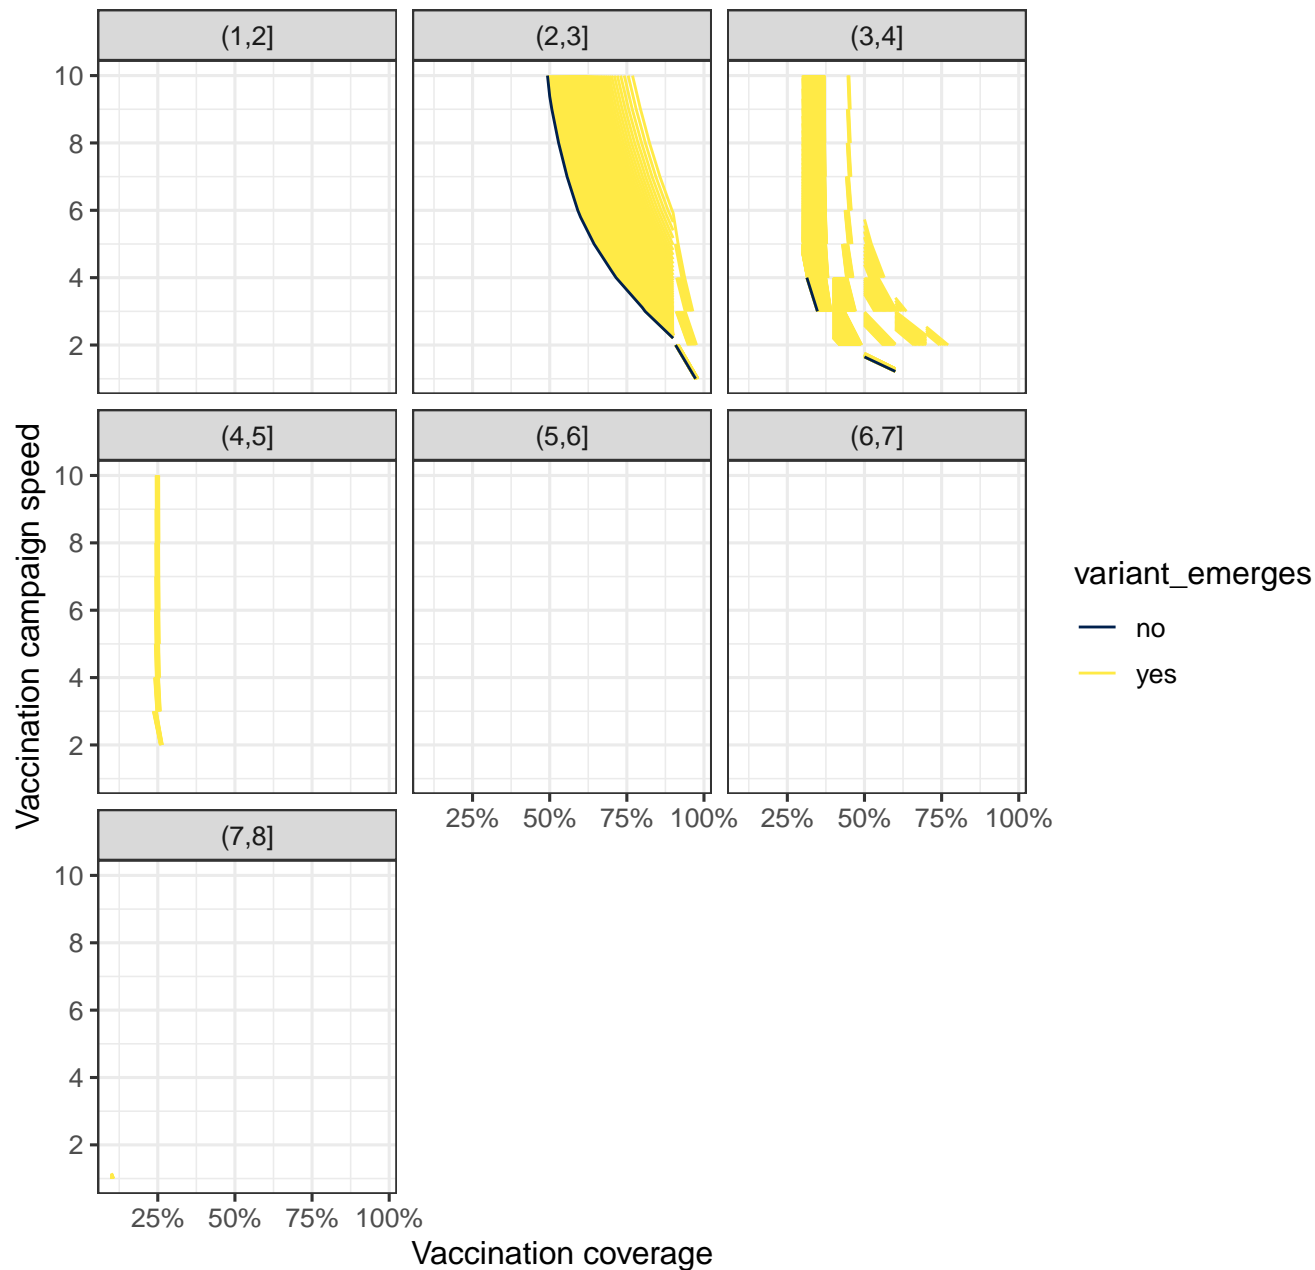 (1,2]
(2,3]
(3,4]
10
8
6
4
2
(4,5]
(5,6]
(6,7]
10
8
6
4
2
25% 50% 75% 100%
25% 50% 75% 100%
(7,8]
10
8
6
4
2
25% 50% 75% 100%
Vaccination coverage
Vaccination campaign speed
variant_emerges
no
yes